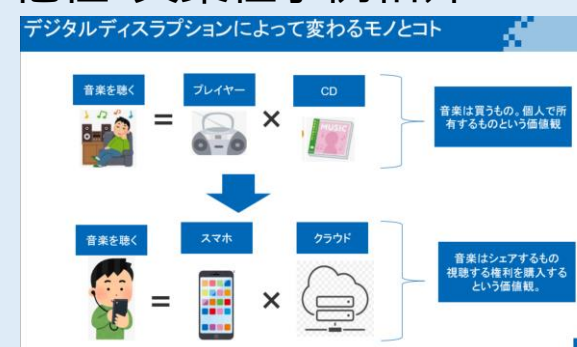 デジタルディスラプションによって変わるモノとコト
音楽を聴く
プレイヤー
CD
=
×
MUSIC
音楽は買うもの。個人で所
有するものという価値観
音楽を聴く
スマホ
クラウド
=
×
音楽はシェアするもの
視聴する権利を購入する
という価値観。